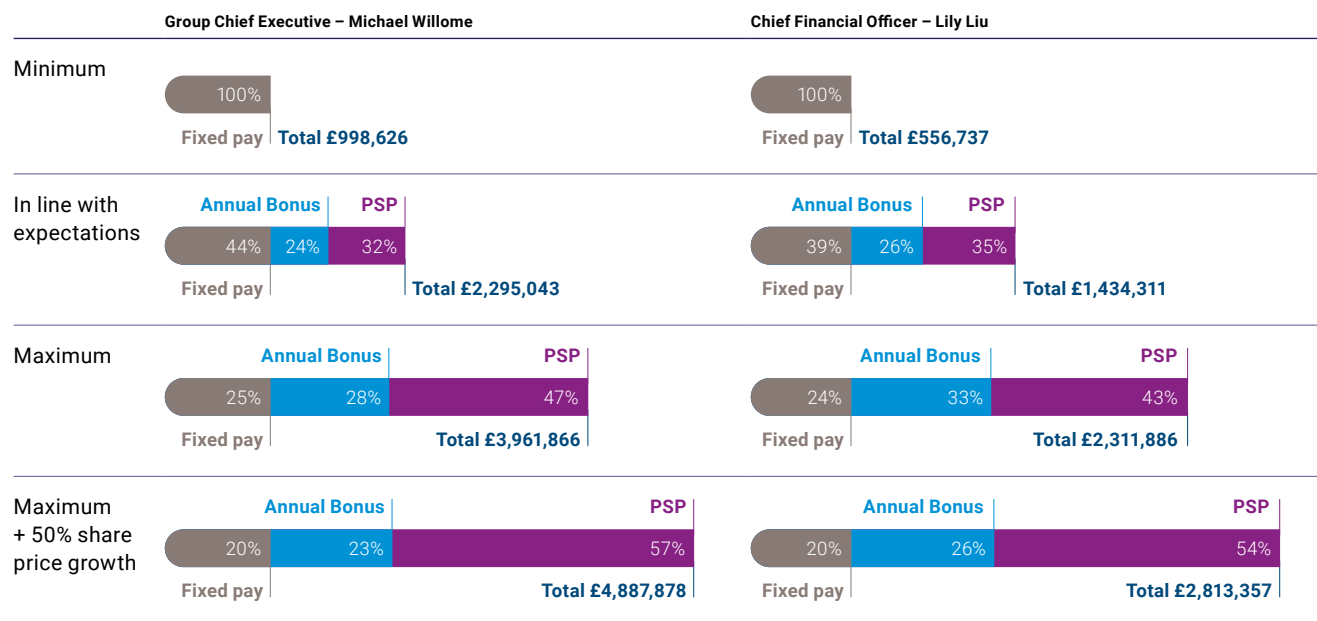 Group Chief Executive – Michael Willome
Chief Financial Officer – Lily Liu
Minimum
100%
Fixed pay
Total £998,626
100%
Fixed pay
Total £556,737
In line with
expectations
Annual Bonus
PSP
44%
24%
32%
Fixed pay
Total £2,295,043
Annual Bonus
PSP
39%
26%
35%
Fixed pay
Total £1,434,311
Maximum
Annual Bonus
PSP
25%
28%
47%
Fixed pay
Total £3,961,866
Annual Bonus
PSP
24%
33%
43%
Fixed pay
Total £2,311,886
Maximum
+ 50% share
price growth
Annual Bonus
PSP
20%
23%
57%
Fixed pay
Total £4,887,878
Annual Bonus
PSP
20%
26%
54%
Fixed pay
Total £2,813,357